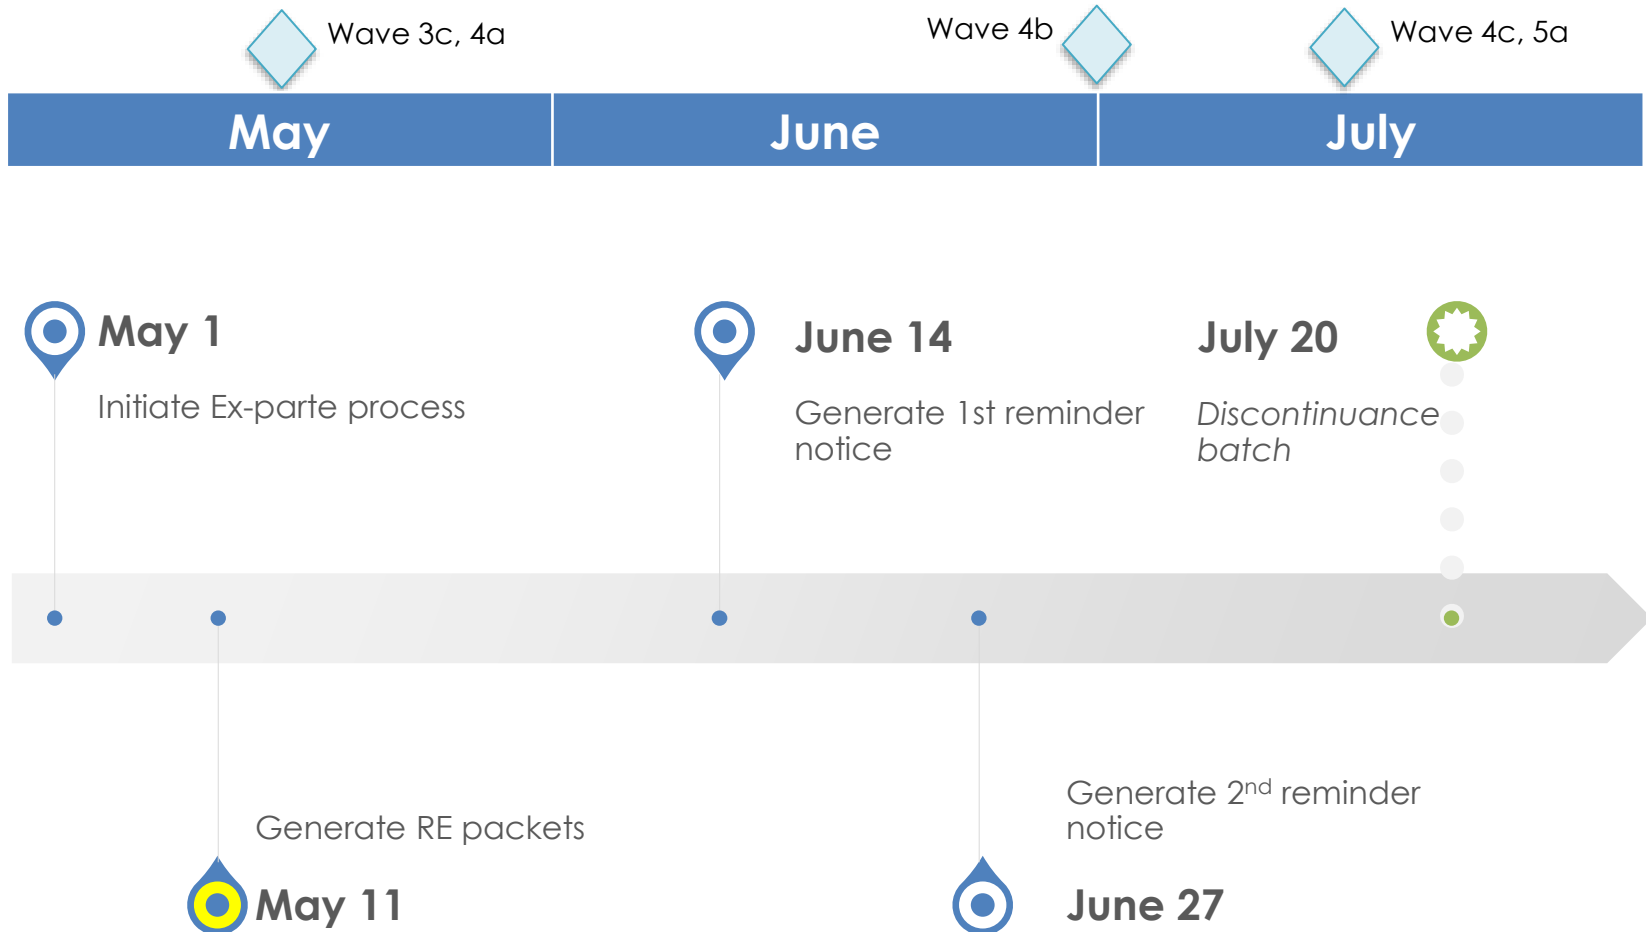 Wave 3c, 4a
Wave 4b
Wave 4c, 5a
May
June
July
May 1
Initiate Ex-parte process
June 14
Generate 1st reminder
notice
July 20
Discontinuance
batch
Generate RE packets
May 11
Generate 2nd reminder
notice
June 27